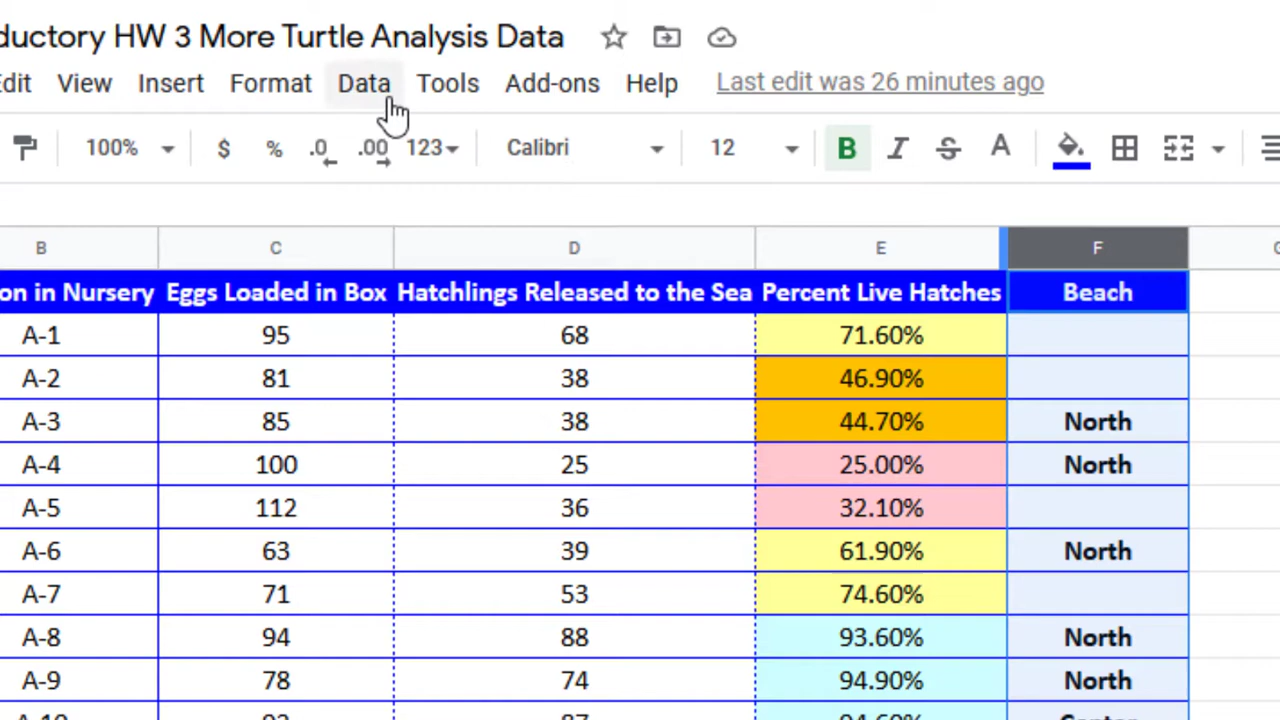 ductory HW 3 More Turtle Analysis Data
Edit View Insert Format Data Tools Add-ons Help Last edit was 26 minutes ago
100% $ % .0 .00 123 Calibri 12 B I S A
B C D E F
on in Nursery Eggs Loaded in Box Hatchlings Released to the Sea Percent Live Hatches Beach
A-1 95 68 71.60%
A-2 81 38 46.90%
A-3 85 38 44.70% North
A-4 100 25 25.00% North
A-5 112 36 32.10%
A-6 63 39 61.90% North
A-7 71 53 74.60%
A-8 94 88 93.60% North
A-9 78 74 94.90% North